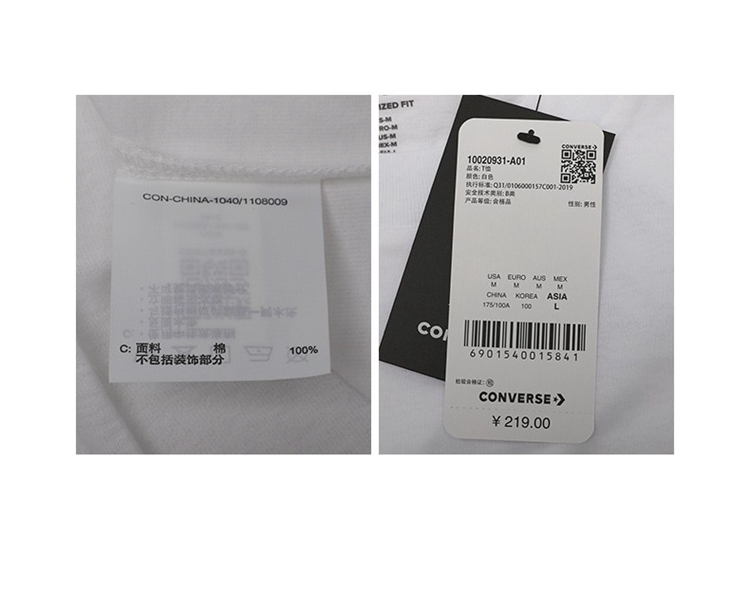 CON-CHINA-1040/1108009
C: 面料 棉 100%
不包括装饰部分
IZED FIT
S-M
RO-M
US-M
EX-M
CO
10020931-A01
CONVERSE
品名: T恤
颜色: 白色
执行标准: Q31/0106000157C001-2019
安全技术类别: B类
产品等级: 合格品
性别: 男性
USA EURO AUS MEX
M M M M
CHINA KOREA ASIA
175/100A 100 L
6901540015841
检验合格证:
CONVERSE
¥ 219.00